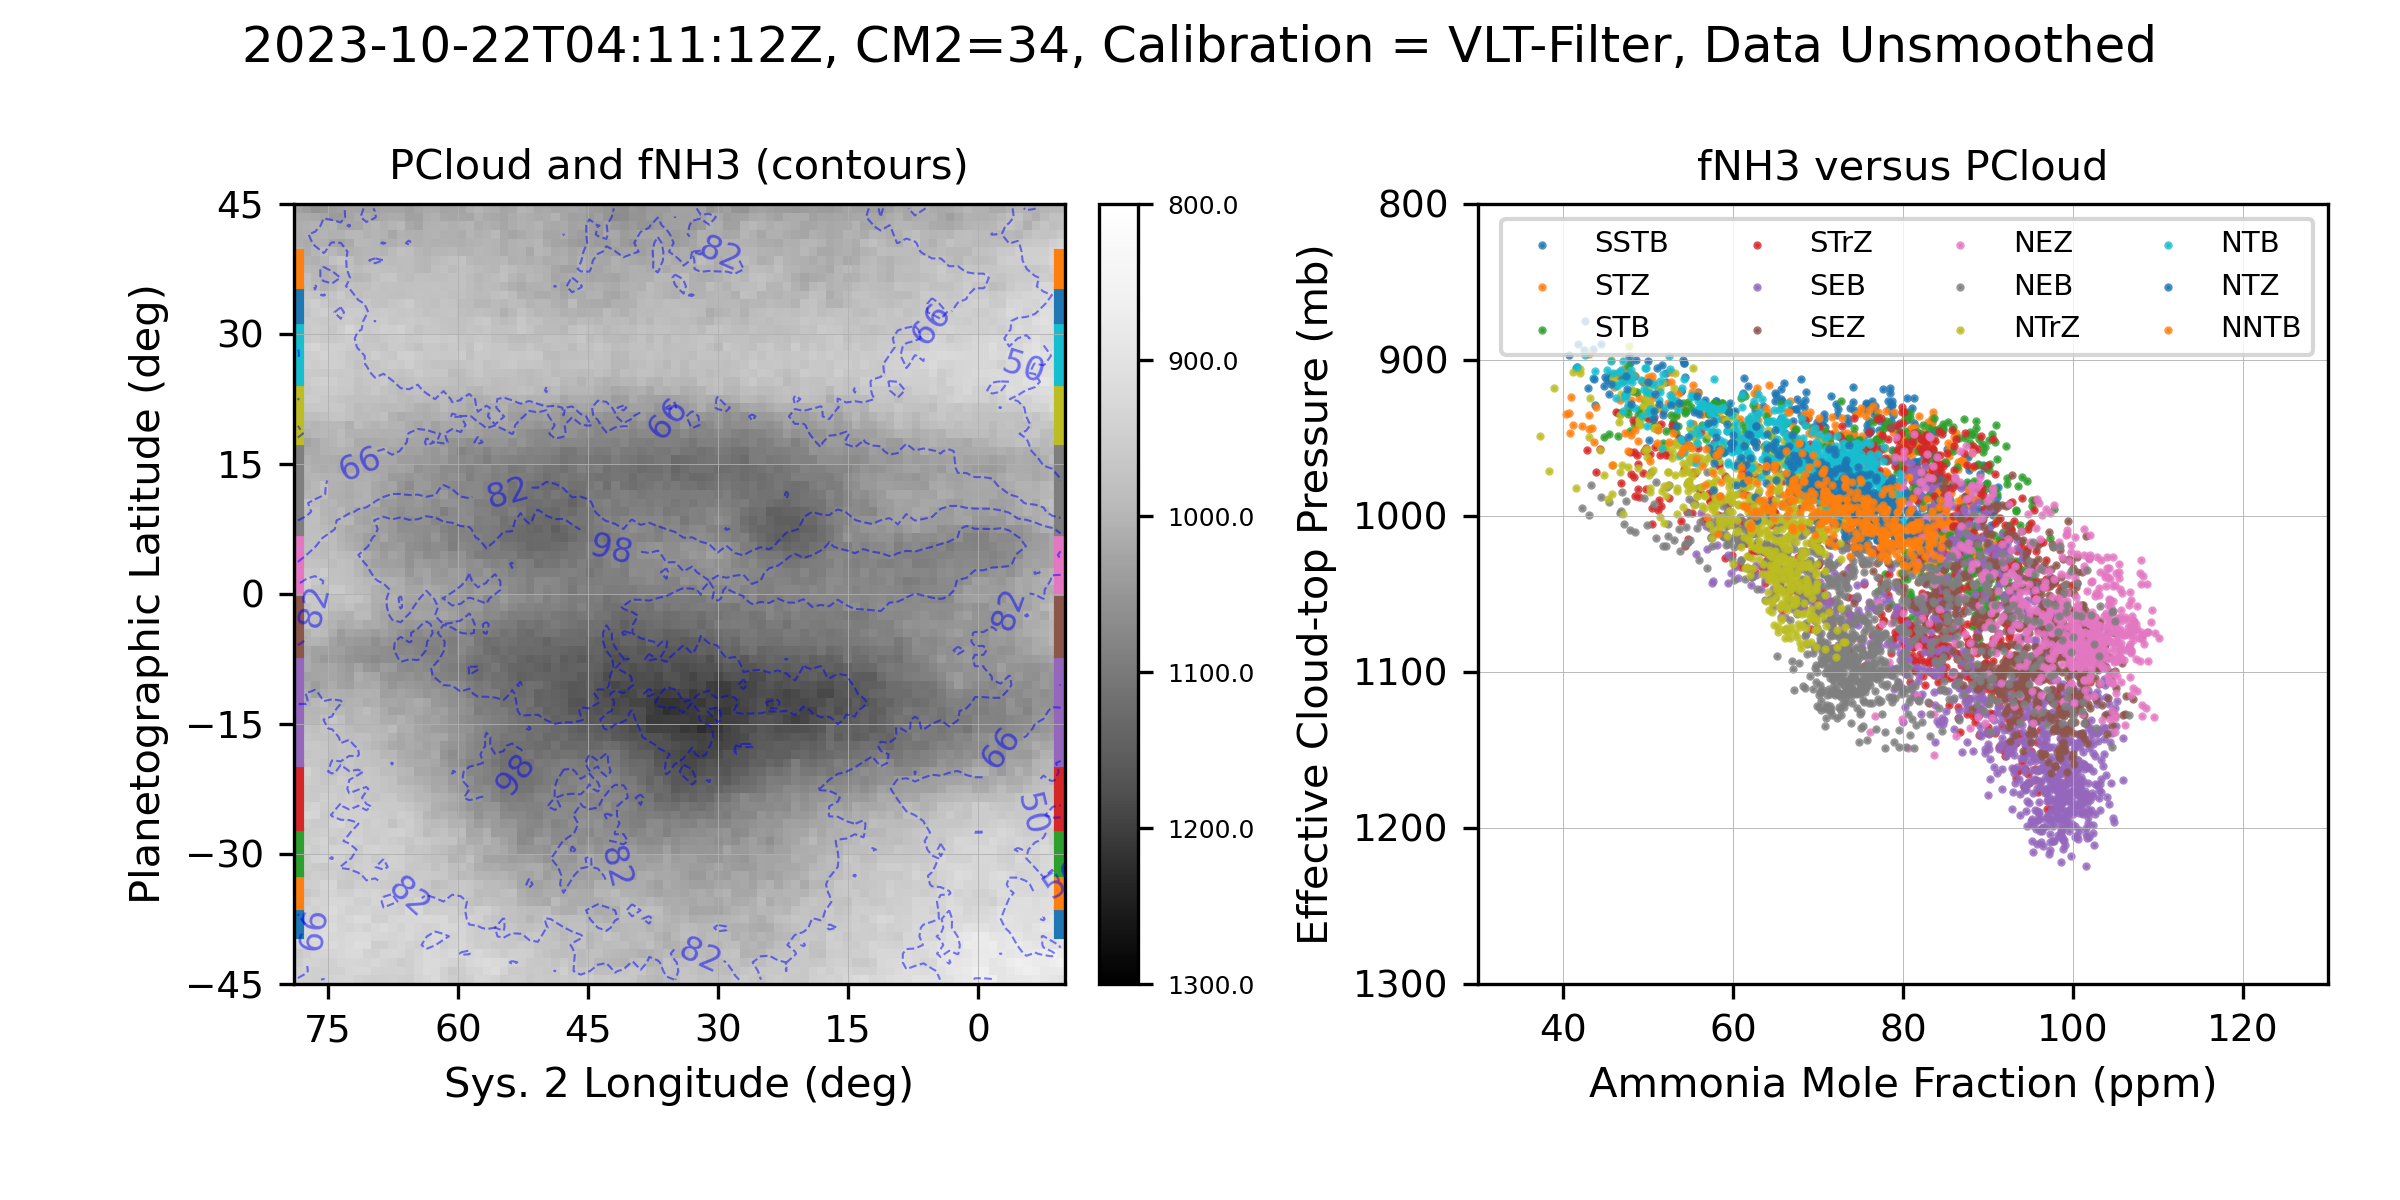 2023-10-22T04:11:12Z, CM2=34, Calibration = VLT-Filter, Data Unsmoothed
PCloud and fNH3 (contours)
45
30
15
0
−15
−30
−45
Planetographic Latitude (deg)
75 60 45 30 15 0
Sys. 2 Longitude (deg)
82
66
50
66
66
82
98
82
82
66
98
50
82
82
66
82
800.0
900.0
1000.0
1100.0
1200.0
1300.0
fNH3 versus PCloud
800
900
1000
1100
1200
1300
Effective Cloud-top Pressure (mb)
SSTB STrZ NEZ NTB
STZ SEB NEB NTZ
STB SEZ NTrZ NNTB
40 60 80 100 120
Ammonia Mole Fraction (ppm)